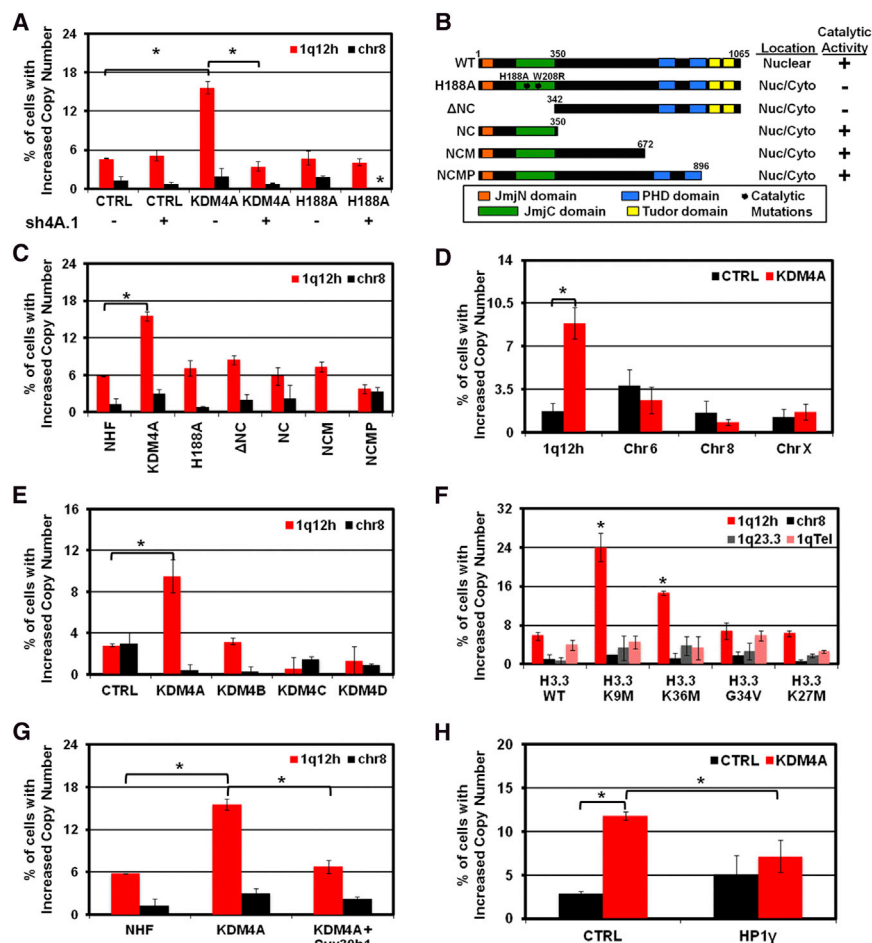 A
% of cells with
Increased Copy Number
24
18
12
6
0
1q12h chr8
* *
*
CTRL CTRL KDM4A KDM4A H188A H188A
sh4A.1 - + - + - +
B
Location Catalytic Activity
1 350 1065
WT Nuclear +
H188A W208R
H188A Nuc/Cyto -
342
ΔNC Nuc/Cyto -
350
NC Nuc/Cyto +
672
NCM Nuc/Cyto +
896
NCMP Nuc/Cyto +
JmjN domain PHD domain Catalytic Mutations
JmjC domain Tudor domain
C
% of cells with
Increased Copy Number
24
18
12
6
0
1q12h chr8
*
NHF KDM4A H188A ΔNC NC NCM NCMP
D
% of cells with
Increased Copy Number
14
10.5
7
3.5
0
CTRL KDM4A
*
1q12h Chr6 Chr8 ChrX
E
% of cells with
Increased Copy Number
16
12
8
4
0
1q12h chr8
*
CTRL KDM4A KDM4B KDM4C KDM4D
F
% of cells with
Increased Copy Number
32
24
16
8
0
1q12h chr8
1q23.3 1qTel
*
*
H3.3 H3.3 H3.3 H3.3 H3.3
WT K9M K36M G34V K27M
G
% of cells with
Increased Copy Number
24
18
12
6
0
1q12h chr8
* *
NHF KDM4A KDM4A+
H
% of cells with
Increased Copy Number
20
15
10
5
0
CTRL KDM4A
* *
CTRL HP1γ